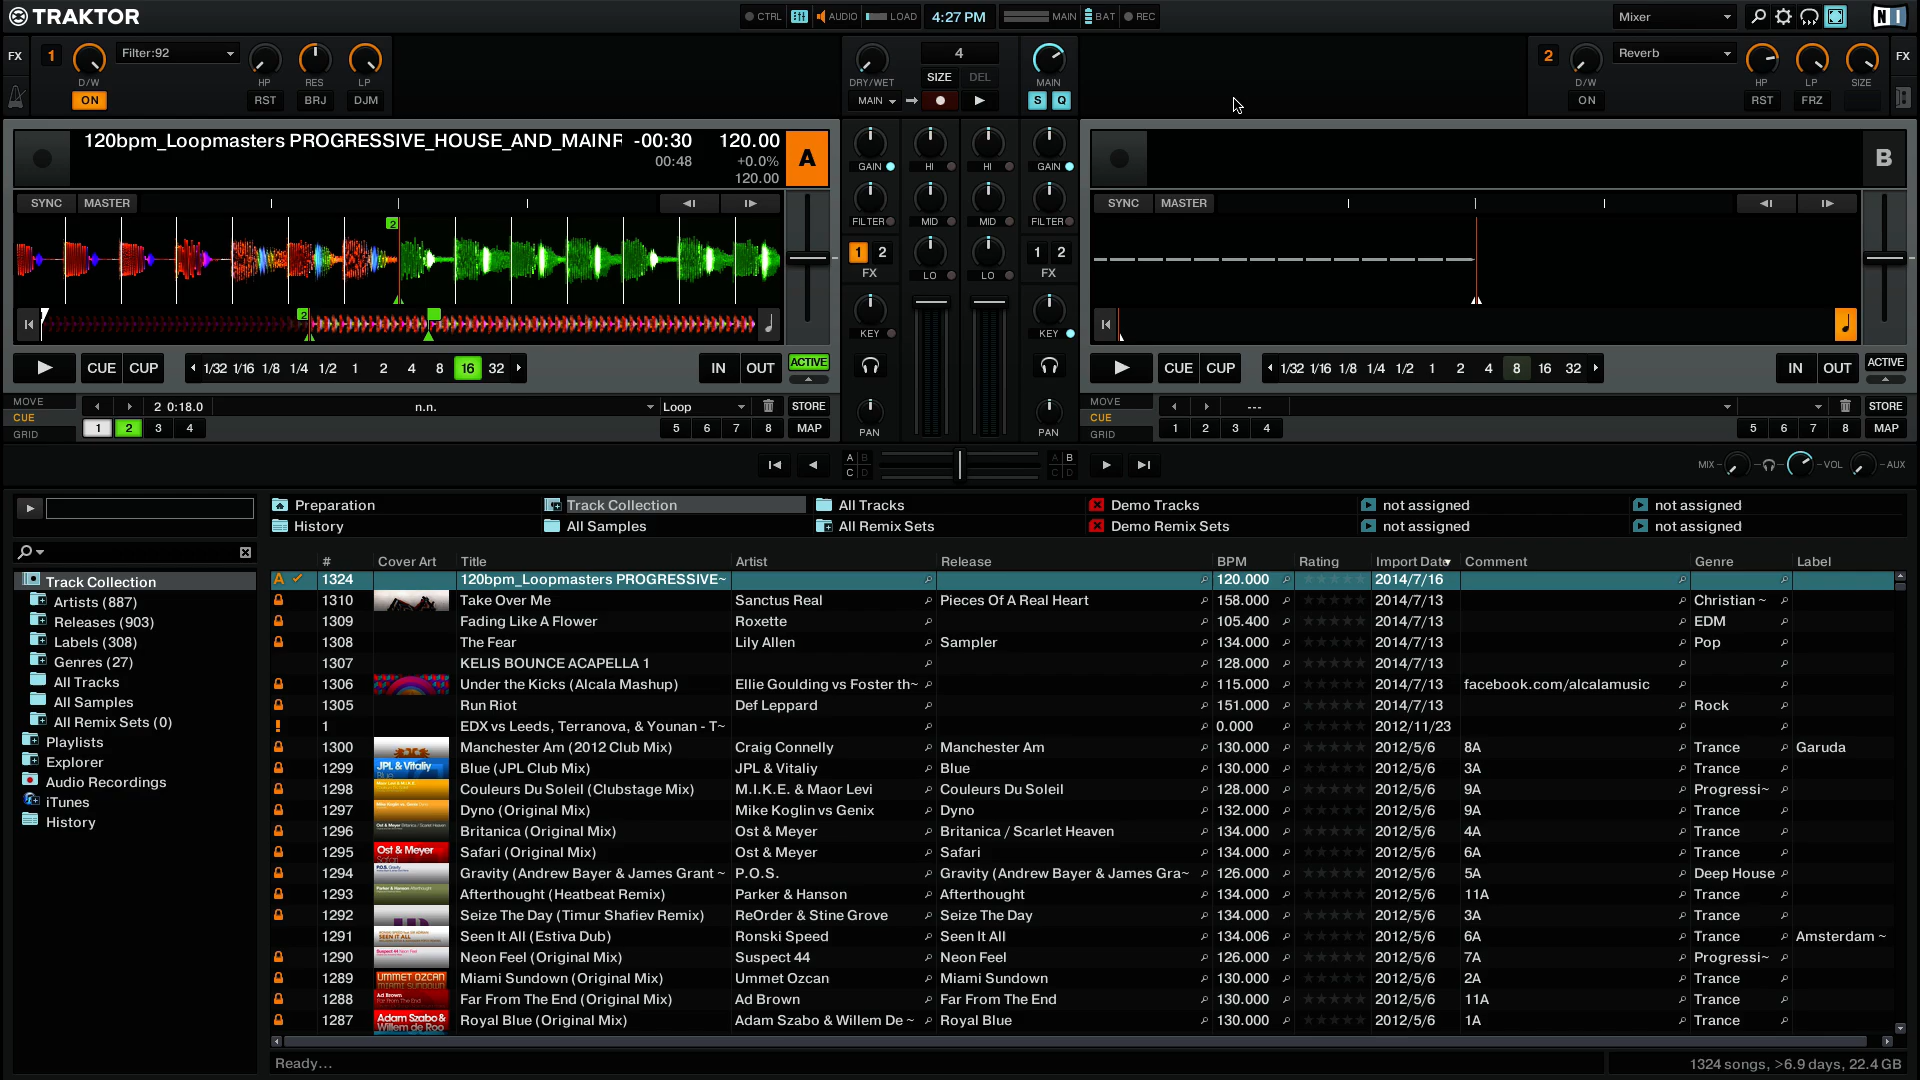 TRAKTOR
CTRL AUDIO LOAD 4:27 PM MAIN BAT REC
Mixer
FX 1 Filter:92
D/W HP RES LP
ON RST BRJ DJM
4
DRY/WET SIZE DEL MAIN
MAIN S Q
2 Reverb FX
D/W HP LP SIZE
ON RST FRZ
120bpm_Loopmasters PROGRESSIVE_HOUSE_AND_MAINR -00:30 120.00 A
00:48 +0.0%
120.00
SYNC MASTER
2
2
CUE CUP 1/32 1/16 1/8 1/4 1/2 1 2 4 8 16 32 IN OUT ACTIVE
MOVE
CUE
GRID
2 0:18.0 n.n. Loop STORE
1 2 3 4 5 6 7 8 MAP
GAIN HI HI GAIN
FILTER MID MID FILTER
1 2 LO LO 1 2
FX FX
KEY KEY
PAN PAN
A B C D A B C D
B
SYNC MASTER
CUE CUP 1/32 1/16 1/8 1/4 1/2 1 2 4 8 16 32 IN OUT ACTIVE
MOVE
CUE
GRID
--- STORE
1 2 3 4 5 6 7 8 MAP
MIX VOL AUX
Preparation Track Collection All Tracks Demo Tracks not assigned not assigned
History All Samples All Remix Sets Demo Remix Sets not assigned not assigned
Track Collection
Artists (887)
Releases (903)
Labels (308)
Genres (27)
All Tracks
All Samples
All Remix Sets (0)
Playlists
Explorer
Audio Recordings
iTunes
History
# Cover Art Title Artist Release BPM Rating Import Date Comment Genre Label
A 1324 120bpm_Loopmasters PROGRESSIVE~ 120.000 2014/7/16
1310 Take Over Me Sanctus Real Pieces Of A Real Heart 158.000 2014/7/13 Christian ~
1309 Fading Like A Flower Roxette 105.400 2014/7/13 EDM
1308 The Fear Lily Allen Sampler 134.000 2014/7/13 Pop
1307 KELIS BOUNCE ACAPELLA 1 128.000 2014/7/13
1306 Under the Kicks (Alcala Mashup) Ellie Goulding vs Foster th~ 115.000 2014/7/13 facebook.com/alcalamusic
1305 Run Riot Def Leppard 151.000 2014/7/13 Rock
1 EDX vs Leeds, Terranova, & Younan - T~ 0.000 2012/11/23
1300 Manchester Am (2012 Club Mix) Craig Connelly Manchester Am 130.000 2012/5/6 8A Trance Garuda
1299 JPL & Vitaliy Blue (JPL Club Mix) JPL & Vitaliy Blue 130.000 2012/5/6 3A Trance
1298 Couleurs Du Soleil (Clubstage Mix) M.I.K.E. & Maor Levi Couleurs Du Soleil 128.000 2012/5/6 9A Progressi~
1297 Dyno (Original Mix) Mike Koglin vs Genix Dyno 132.000 2012/5/6 9A Trance
1296 Britanica (Original Mix) Ost & Meyer Britanica / Scarlet Heaven 134.000 2012/5/6 4A Trance
1295 Ost & Meyer Safari (Original Mix) Ost & Meyer Safari 134.000 2012/5/6 6A Trance
1294 Gravity (Andrew Bayer & James Grant ~ P.O.S. Gravity (Andrew Bayer & James Gra~ 126.000 2012/5/6 5A Deep House
1293 Afterthought (Heatbeat Remix) Parker & Hanson Afterthought 134.000 2012/5/6 11A Trance
1292 Seize The Day (Timur Shafiev Remix) ReOrder & Stine Grove Seize The Day 134.000 2012/5/6 3A Trance
1291 SEEN IT ALL Seen It All (Estiva Dub) Ronski Speed Seen It All 134.006 2012/5/6 6A Trance Amsterdam ~
1290 Neon Feel (Original Mix) Suspect 44 Neon Feel 126.000 2012/5/6 7A Progressi~
1289 UMMET OZCAN MIAMI SUNDOWN Miami Sundown (Original Mix) Ummet Ozcan Miami Sundown 130.000 2012/5/6 2A Trance
1288 Ad Brown Far From The End (Original Mix) Ad Brown Far From The End 130.000 2012/5/6 11A Trance
1287 Adam Szabo & Willem de Roo Royal Blue (Original Mix) Adam Szabo & Willem De ~ Royal Blue 130.000 2012/5/6 1A Trance
Ready... 1324 songs, >6.9 days, 22.4 GB